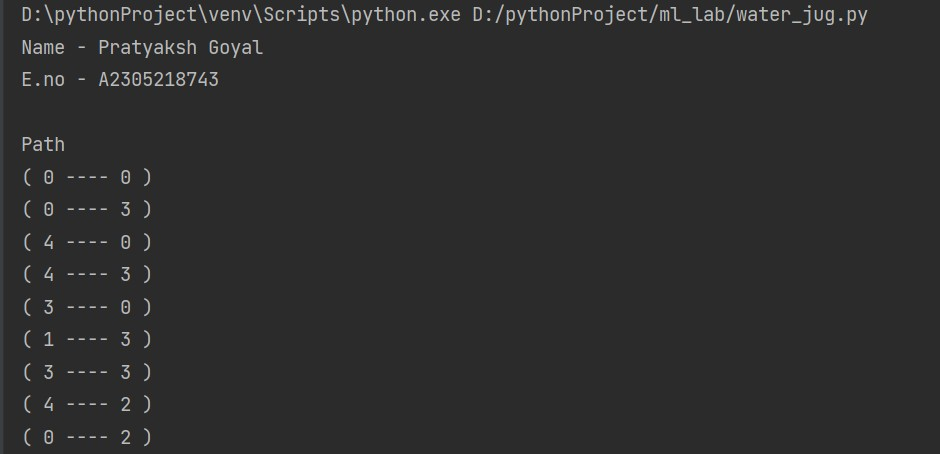 D:\pythonProject\venv\Scripts\python.exe D:/pythonProject/ml_lab/water_jug.py
Name - Pratyaksh Goyal
E.no - A2305218743
Path
( 0 ---- 0 )
( 0 ---- 3 )
( 4 ---- 0 )
( 4 ---- 3 )
( 3 ---- 0 )
( 1 ---- 3 )
( 3 ---- 3 )
( 4 ---- 2 )
( 0 ---- 2 )